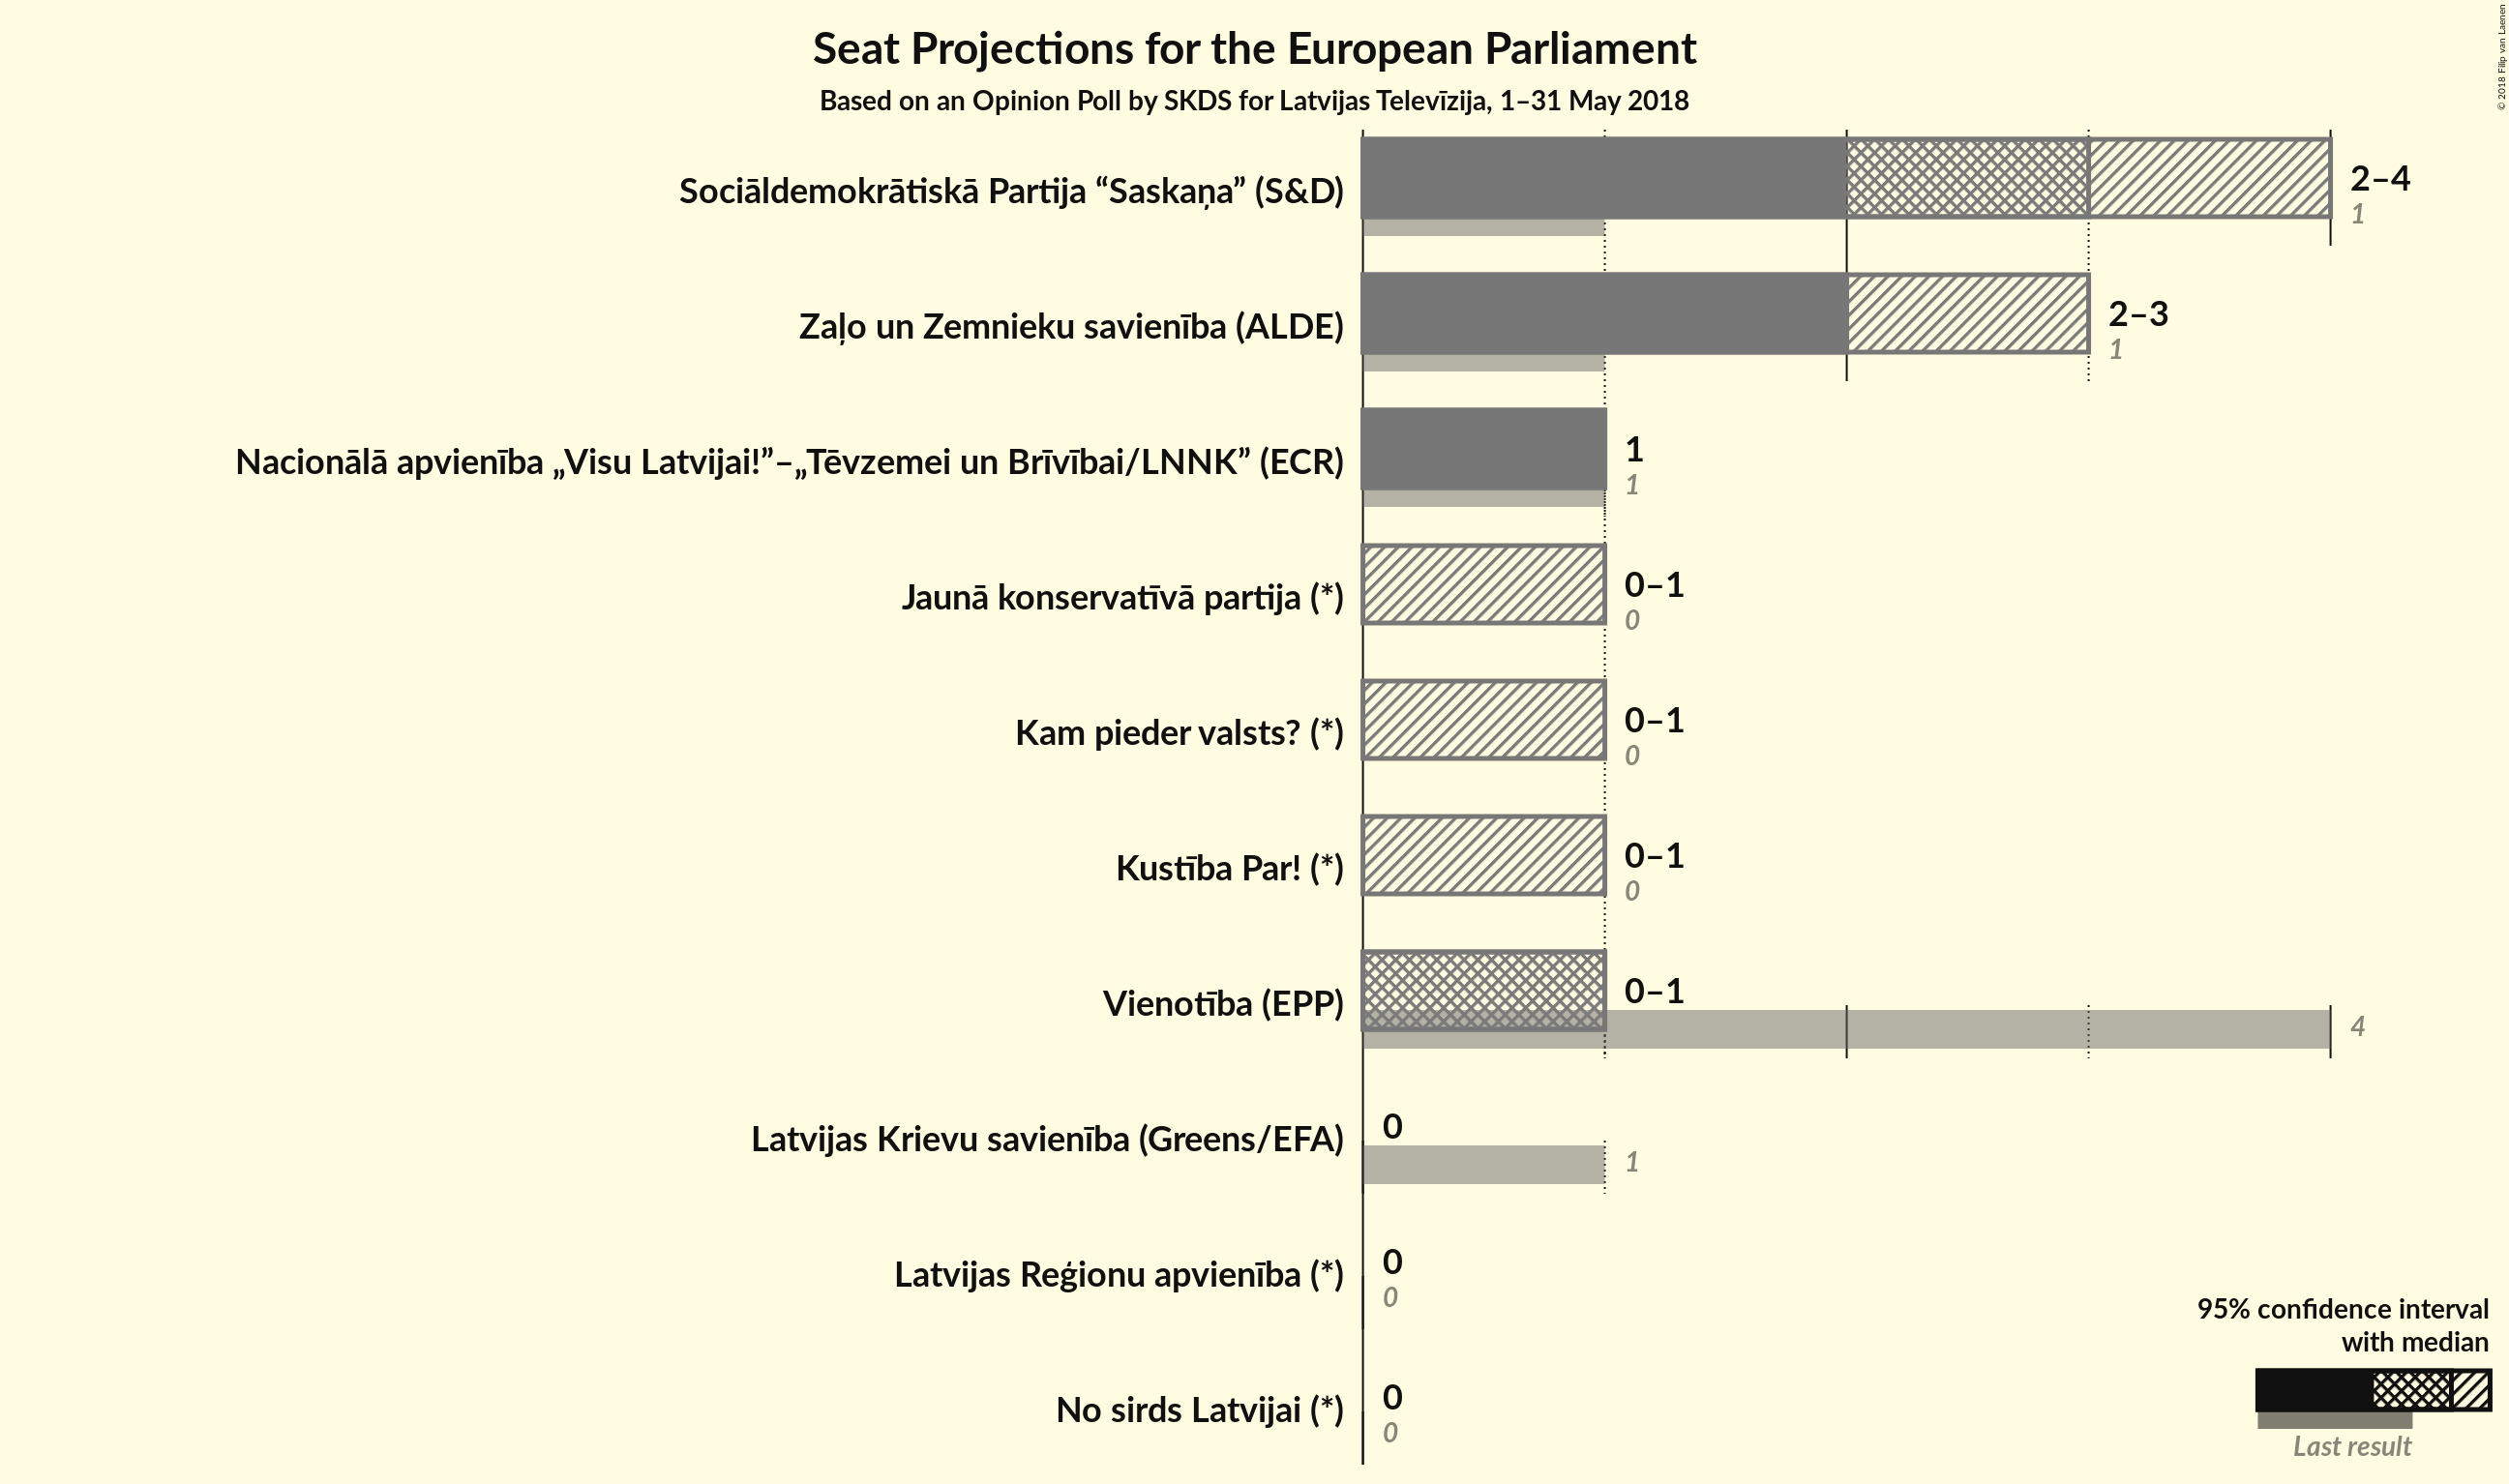 Seat Projections for the European Parliament
Based on an Opinion Poll by SKDS for Latvijas Televīzija, 1–31 May 2018
© 2018 Filip van Laenen
Sociāldemokrātiskā Partija “Saskaņa” (S&D)
2–4
1
Zaļo un Zemnieku savienība (ALDE)
2–3
1
Nacionālā apvienība „Visu Latvijai!”–„Tēvzemei un Brīvībai/LNNK” (ECR)
1
1
Jaunā konservatīvā partija (*)
0–1
0
Kam pieder valsts? (*)
0–1
0
Kustība Par! (*)
0–1
0
Vienotība (EPP)
0–1
4
Latvijas Krievu savienība (Greens/EFA)
0
1
Latvijas Reģionu apvienība (*)
0
0
No sirds Latvijai (*)
0
0
95% confidence interval
with median
Last result